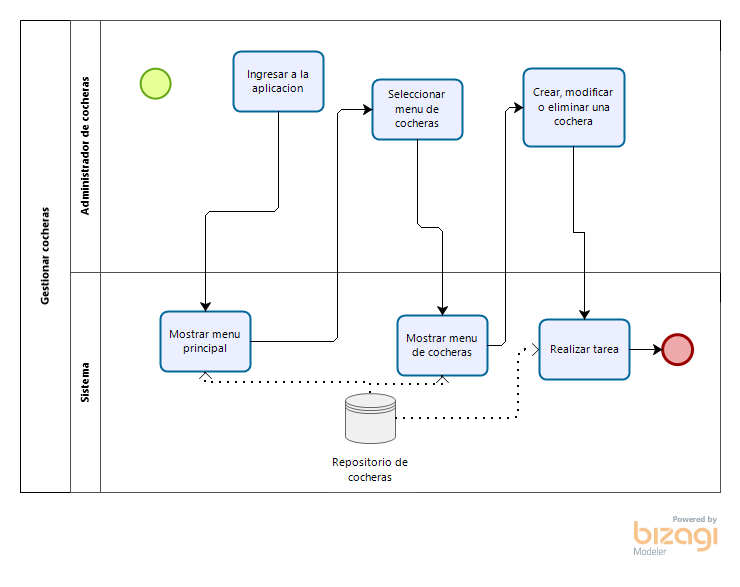 Gestionar cocheras
Administrador de cocheras
Ingresar a la
aplicacion
Seleccionar
menu de
cocheras
Crear, modificar
o eliminar una
cochera
Sistema
Mostrar menu
principal
Mostrar menu
de cocheras
Realizar tarea
Repositorio de
cocheras
Powered by
bizagi
Modeler